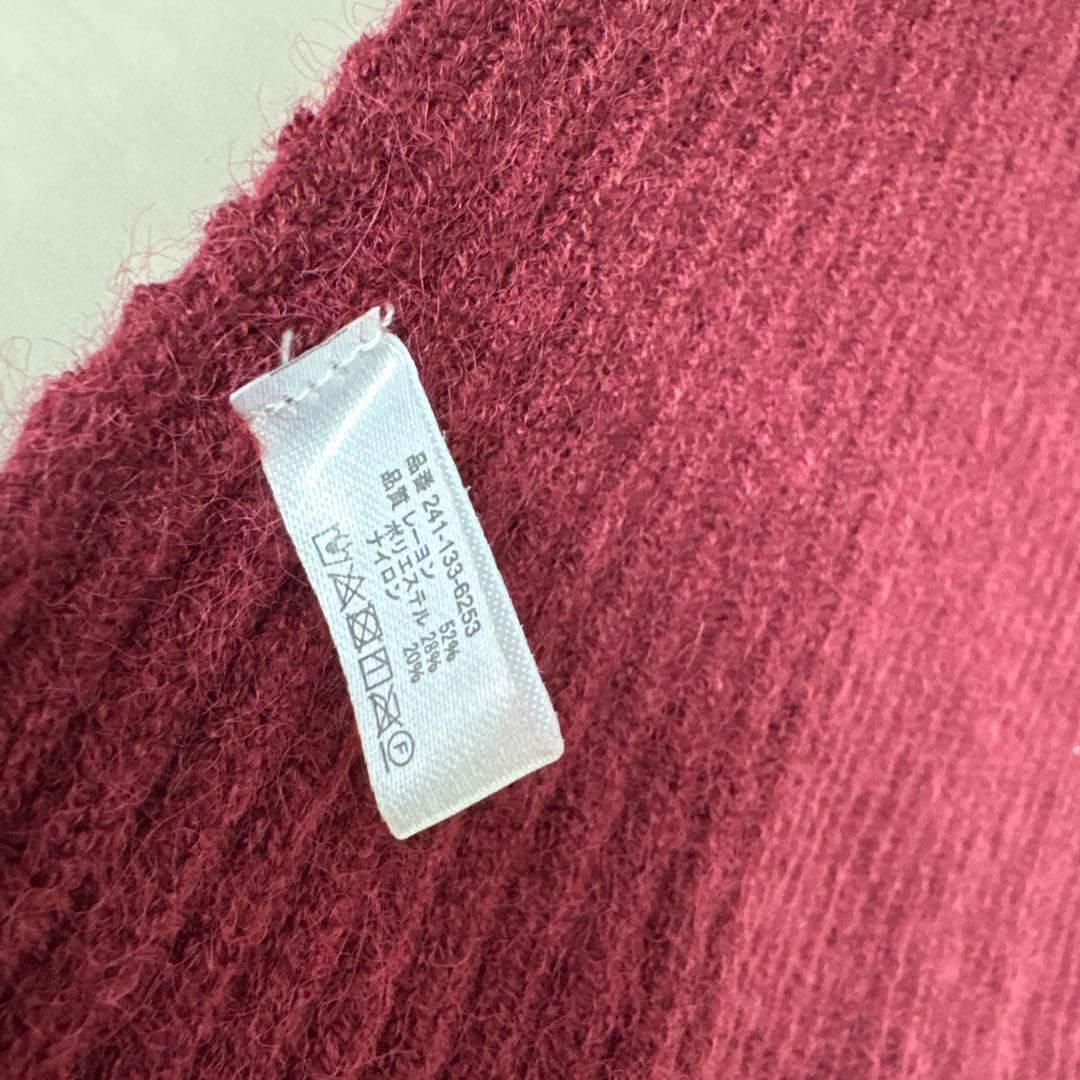 品番 241-133-6253
品質 レーヨン 52%
ポリエステル 28%
ナイロン 20%
F